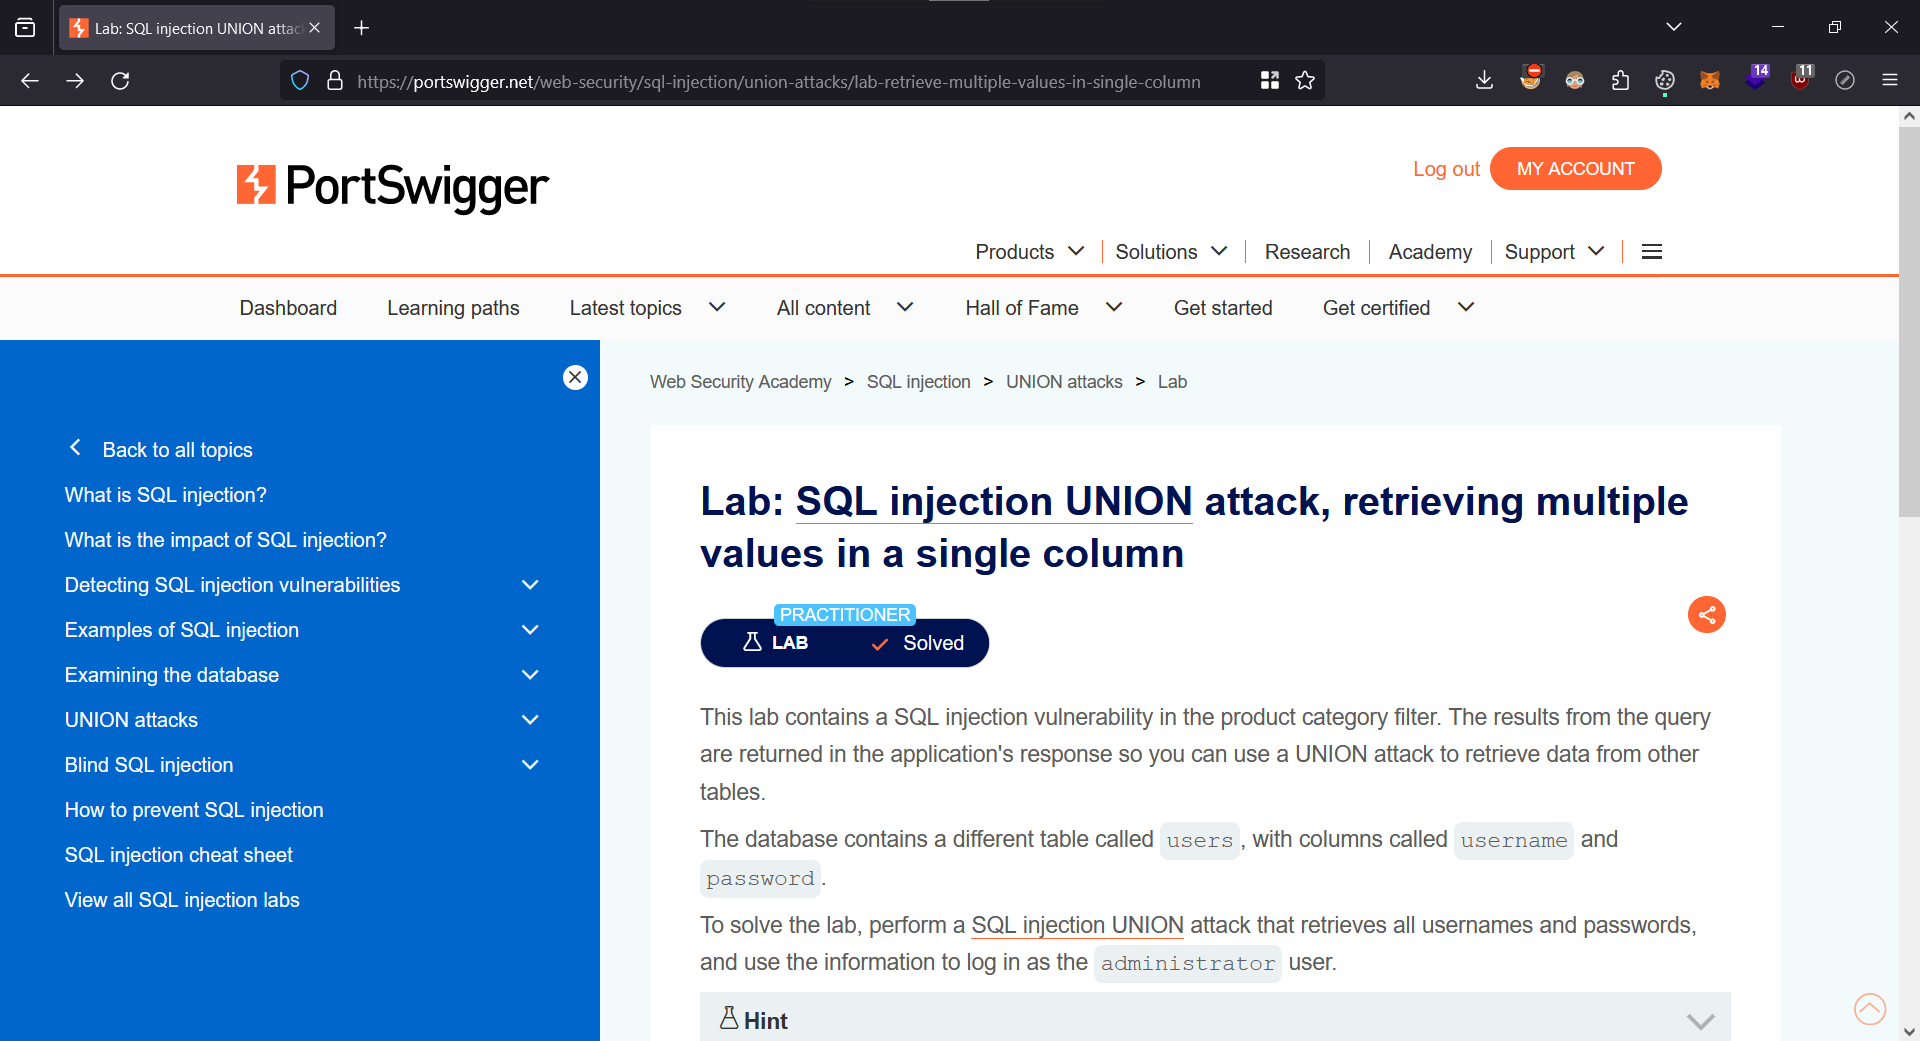 Lab: SQL injection UNION attac
https://portswigger.net/web-security/sql-injection/union-attacks/lab-retrieve-multiple-values-in-single-column
14
11
PortSwigger
Log out
MY ACCOUNT
Products
Solutions
Research
Academy
Support
Dashboard
Learning paths
Latest topics
All content
Hall of Fame
Get started
Get certified
Back to all topics
What is SQL injection?
What is the impact of SQL injection?
Detecting SQL injection vulnerabilities
Examples of SQL injection
Examining the database
UNION attacks
Blind SQL injection
How to prevent SQL injection
SQL injection cheat sheet
View all SQL injection labs
Web Security Academy > SQL injection > UNION attacks > Lab
Lab: SQL injection UNION attack, retrieving multiple
values in a single column
PRACTITIONER
LAB
Solved
This lab contains a SQL injection vulnerability in the product category filter. The results from the query
are returned in the application's response so you can use a UNION attack to retrieve data from other
tables.
The database contains a different table called users, with columns called username and
password.
To solve the lab, perform a SQL injection UNION attack that retrieves all usernames and passwords,
and use the information to log in as the administrator user.
Hint